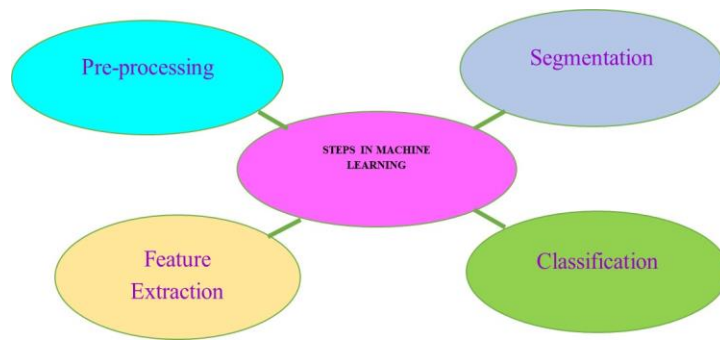 Pre-processing
Segmentation
STEPS IN MACHINE
LEARNING
Feature
Extraction
Classification